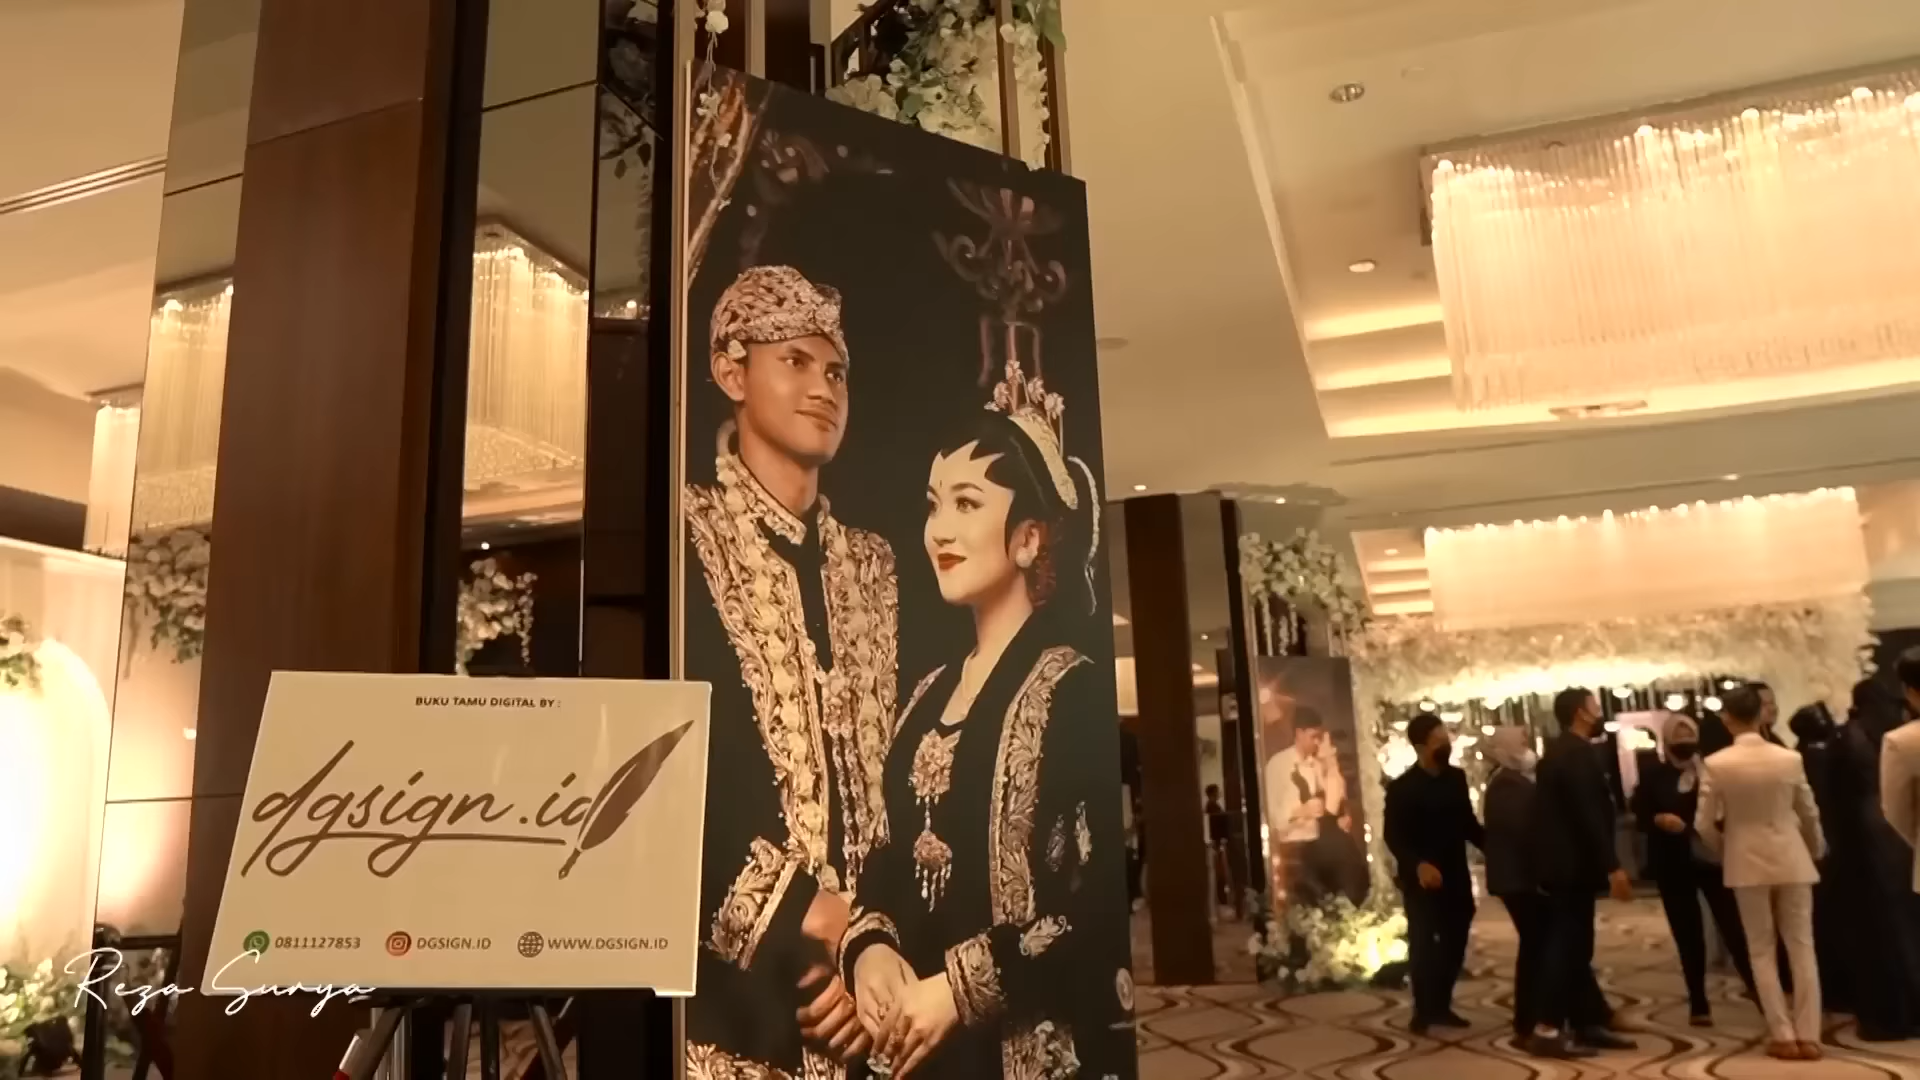 BUKU TAMU DIGITAL BY :
dgsign.id
0811127853 DGSIGN.ID WWW.DGSIGN.ID
Reza Surya